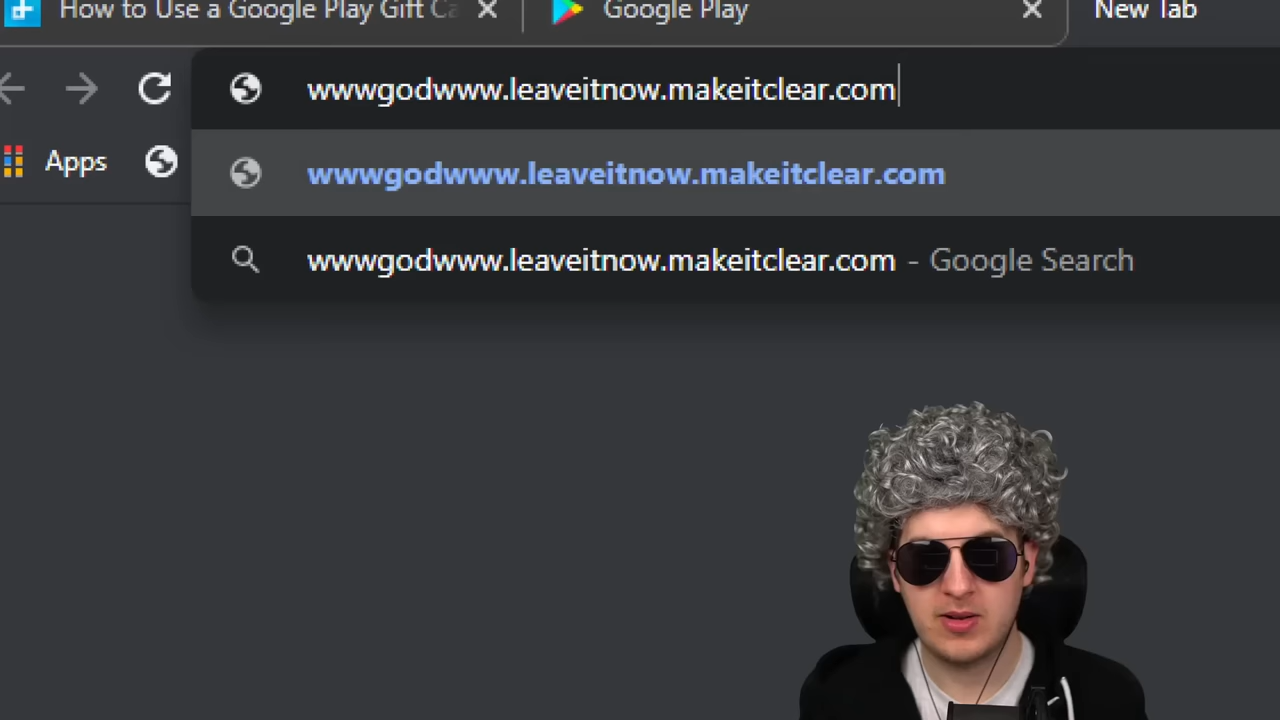 How to Use a Google Play Gift Ca
Google Play
New Tab
wwwgodwww.leaveitnow.makeitclear.com
Apps
wwwgodwww.leaveitnow.makeitclear.com
wwwgodwww.leaveitnow.makeitclear.com - Google Search